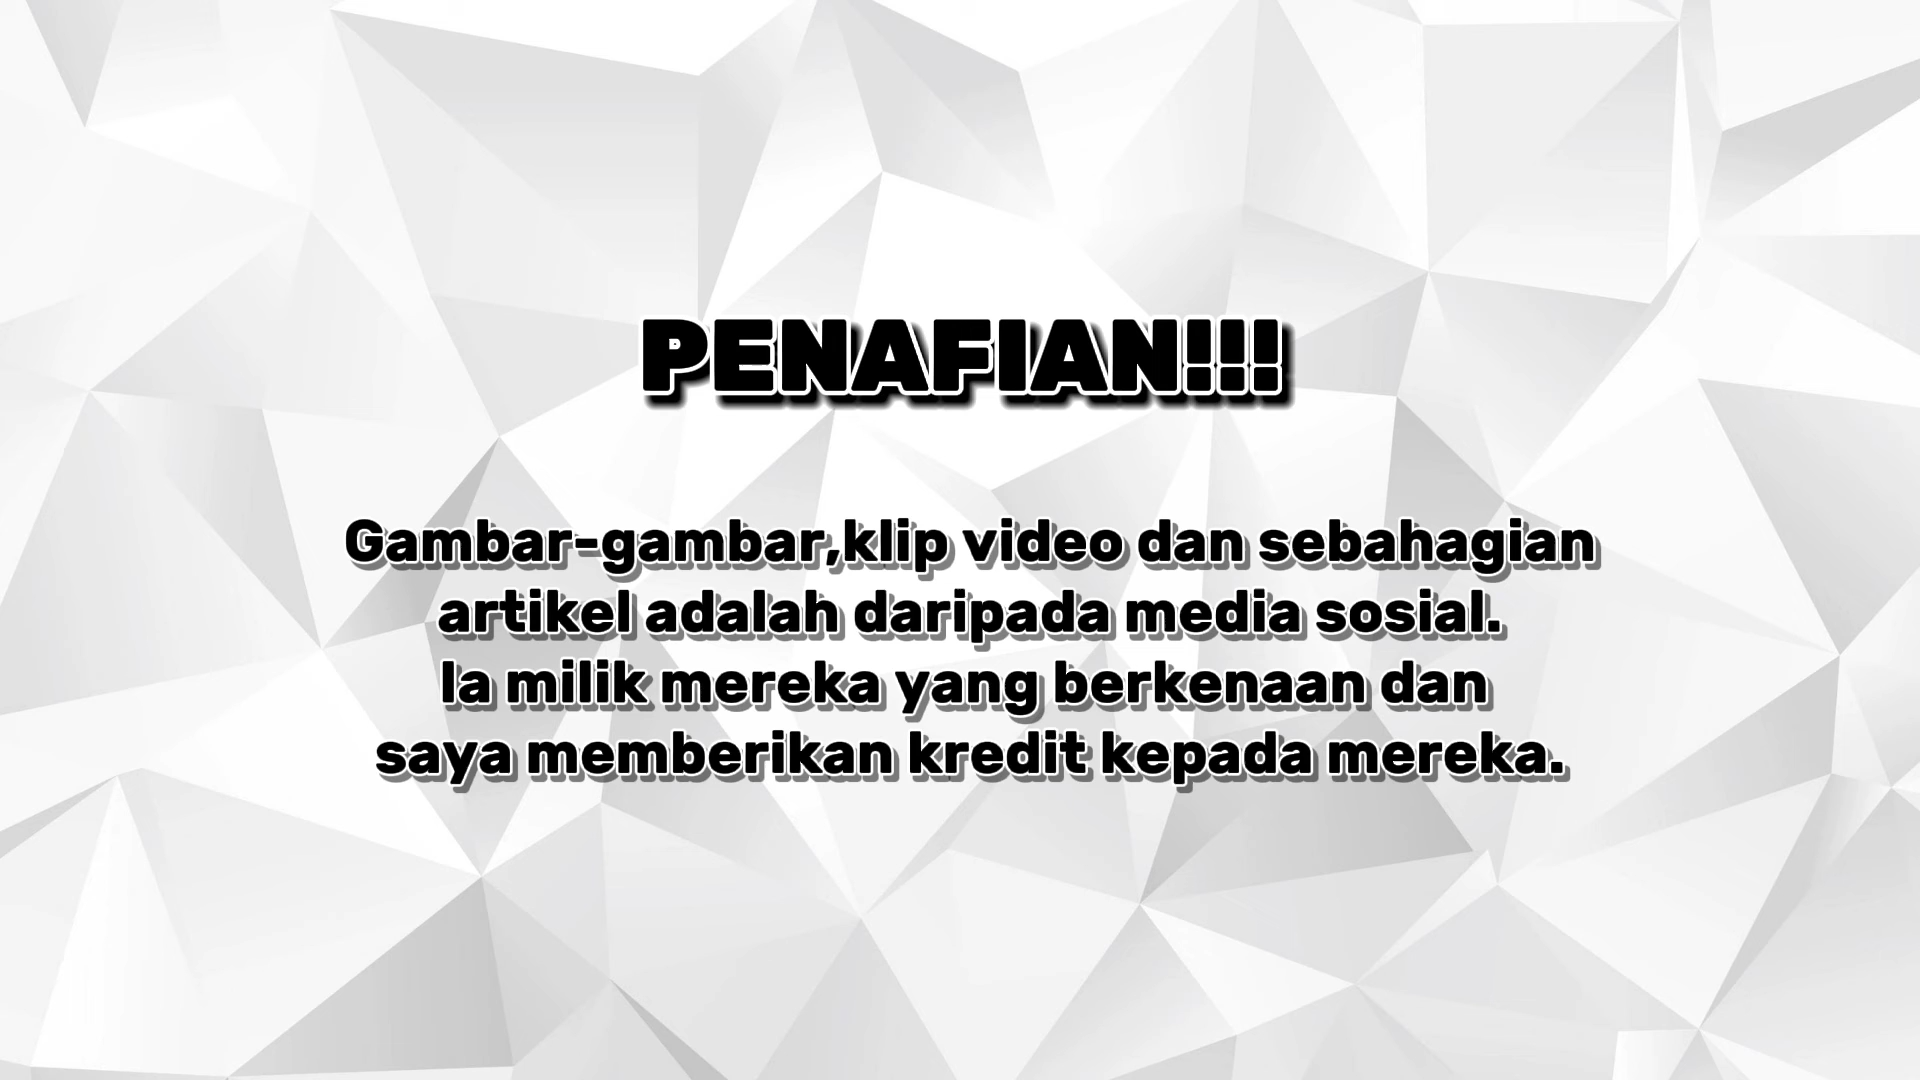 PENAFIAN!!!
Gambar-gambar,klip video dan sebahagian
artikel adalah daripada media sosial.
Ia milik mereka yang berkenaan dan
saya memberikan kredit kepada mereka.